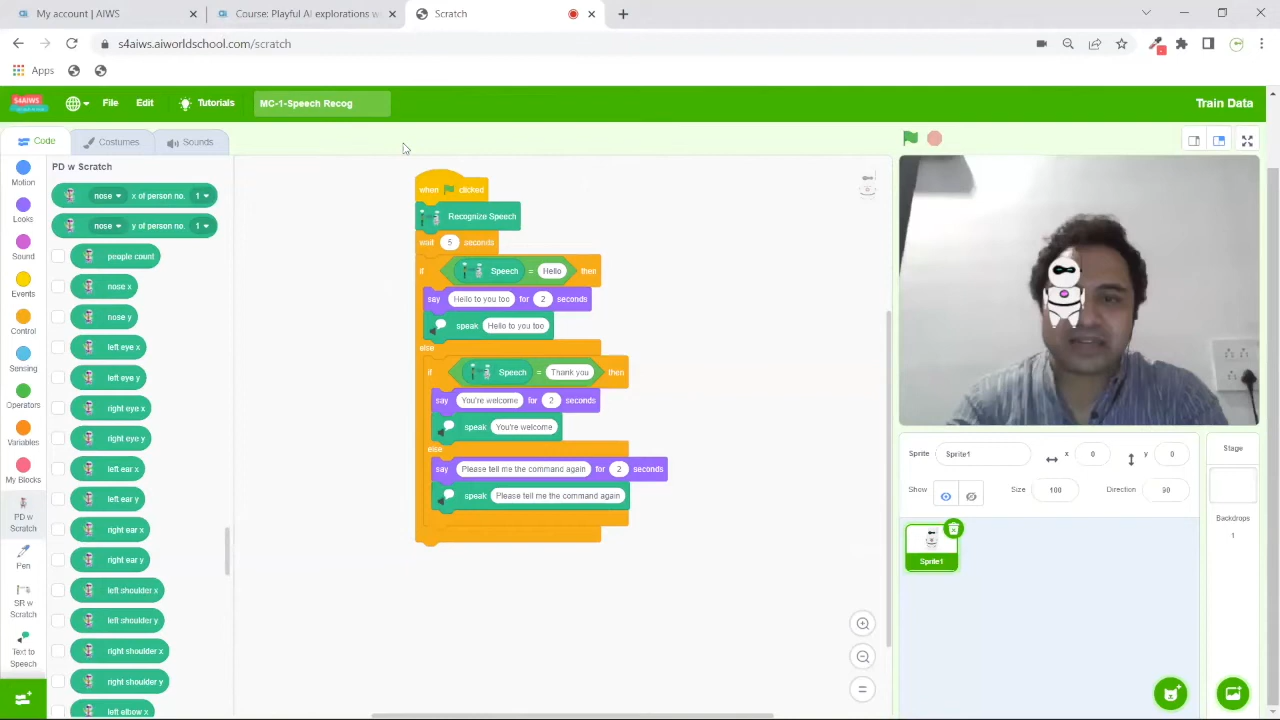 My account | AIWS
Course: Playful AI explorations w
Scratch
s4aiws.aiworldschool.com/scratch
Apps
S4AIWS
File
Edit
Tutorials
MC-1-Speech Recog
Train Data
Code
Costumes
Sounds
Motion
Looks
Sound
Events
Control
Sensing
Operators
Variables
My Blocks
PD w
Scratch
Pen
SR w
Scratch
Text to
Speech
PD w Scratch
nose x of person no. 1
nose y of person no. 1
people count
nose x
nose y
left eye x
left eye y
right eye x
right eye y
left ear x
left ear y
right ear x
right ear y
left shoulder x
left shoulder y
right shoulder x
right shoulder y
left elbow x
when clicked
Recognize Speech
wait 5 seconds
if Speech = Hello then
say Hello to you too for 2 seconds
speak Hello to you too
else
if Speech = Thank you then
say You're welcome for 2 seconds
speak You're welcome
else
say Please tell me the command again for 2 seconds
speak Please tell me the command again
Sprite Sprite1 x 0 y 0
Show Size 100 Direction 90
Sprite1
Stage
Backdrops
1